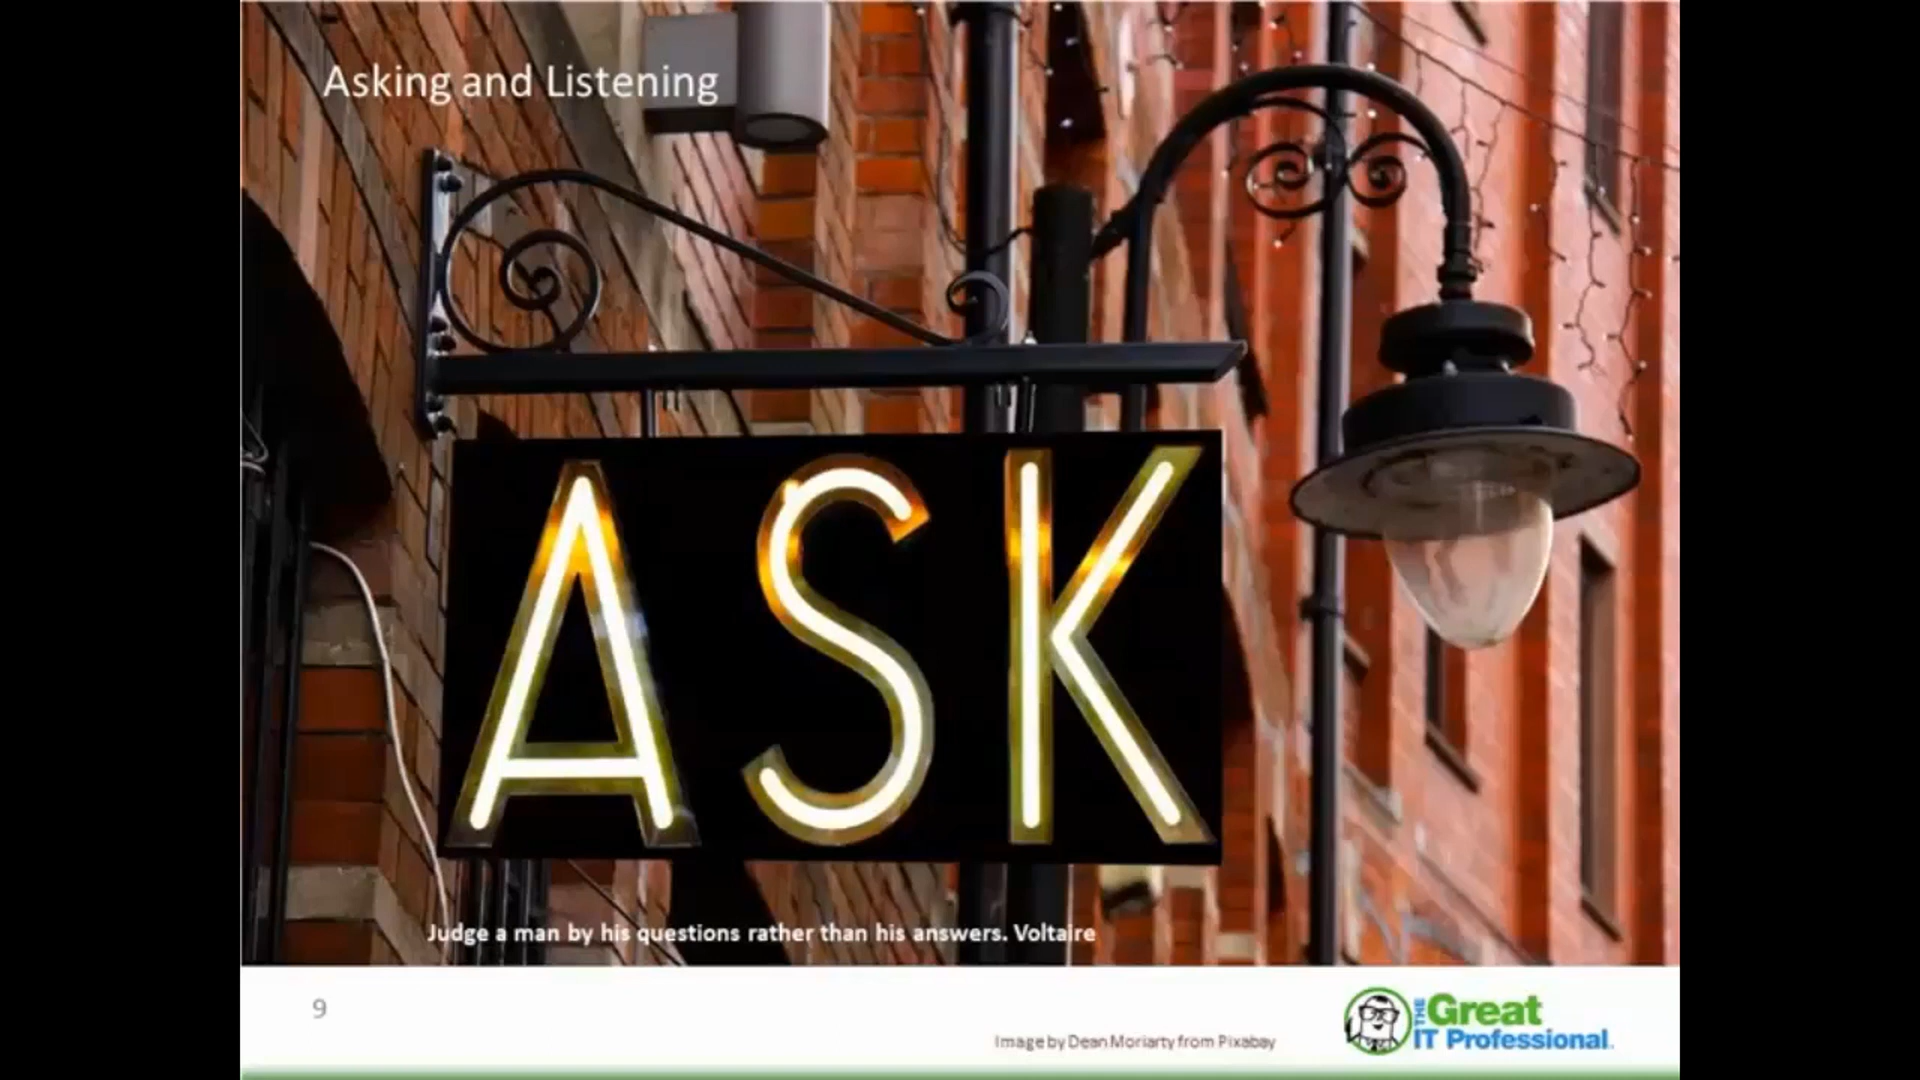 Asking and Listening
ASK
Judge a man by his questions rather than his answers. Voltaire
9
Image by Dean Moriarty from Pixabay
THE Great
IT Professional.